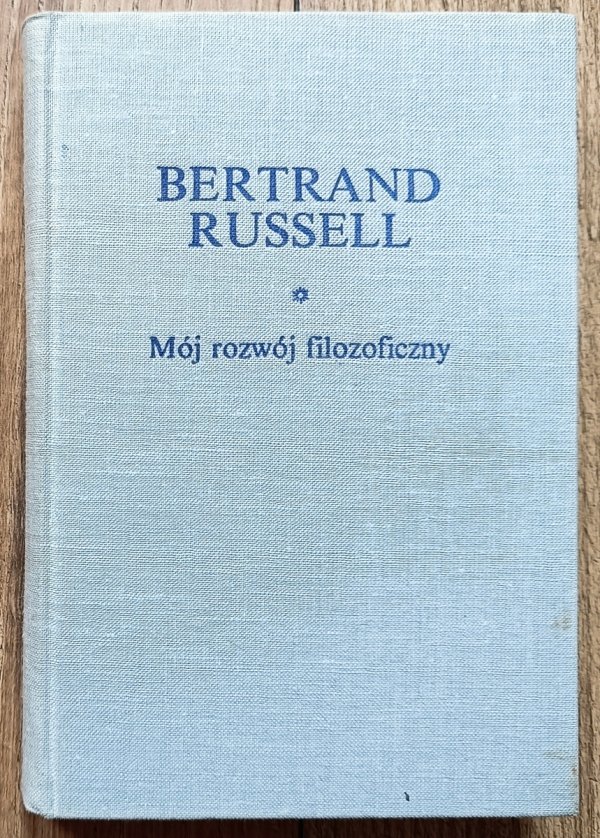 BERTRAND
RUSSELL
Mój rozwój filozoficzny